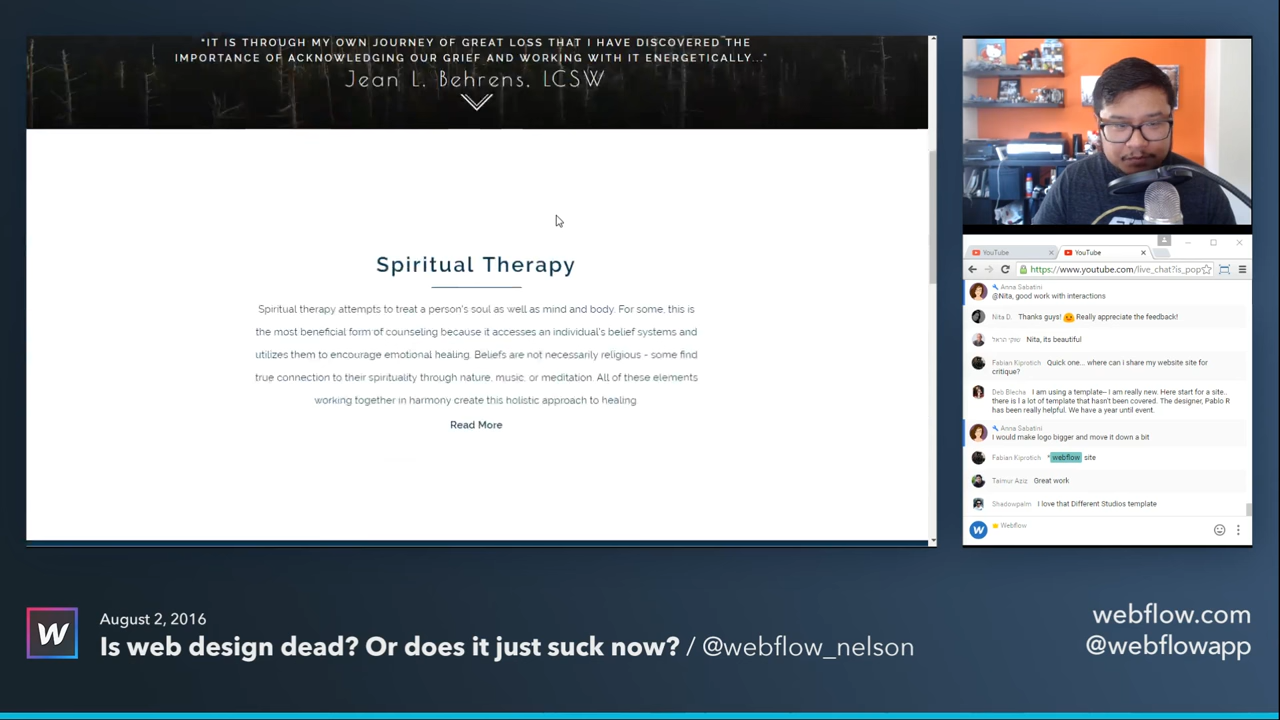 "IT IS THROUGH MY OWN JOURNEY OF GREAT LOSS THAT I HAVE DISCOVERED THE
IMPORTANCE OF ACKNOWLEDGING OUR GRIEF AND WORKING WITH IT ENERGETICALLY..."
Jean L. Behrens, LCSW
Spiritual Therapy
Spiritual therapy attempts to treat a person's soul as well as mind and body. For some, this is
the most beneficial form of counseling because it accesses an individual's belief systems and
utilizes them to encourage emotional healing. Beliefs are not necessarily religious - some find
true connection to their spirituality through nature, music, or meditation. All of these elements
working together in harmony create this holistic approach to healing
Read More
YouTube
YouTube
https://www.youtube.com/live_chat?is_pop
Anna Sabatini
@Nita, good work with interactions
Nita D. Thanks guys! Really appreciate the feedback!
Nita, its beautiful
Fabian Kiprotich Quick one... where can I share my website site for
critique?
Deb Blecha I am using a template-- I am really new. Here start for a site..
there is I a lot of template that hasn't been covered. The designer, Pablo R
has been really helpful. We have a year until event.
Anna Sabatini
I would make logo bigger and move it down a bit
Fabian Kiprotich *webflow site
Taimur Aziz Great work
Shadowpalm I love that Different Studios template
W Webflow
W
August 2, 2016
Is web design dead? Or does it just suck now? / @webflow_nelson
webflow.com
@webflowapp